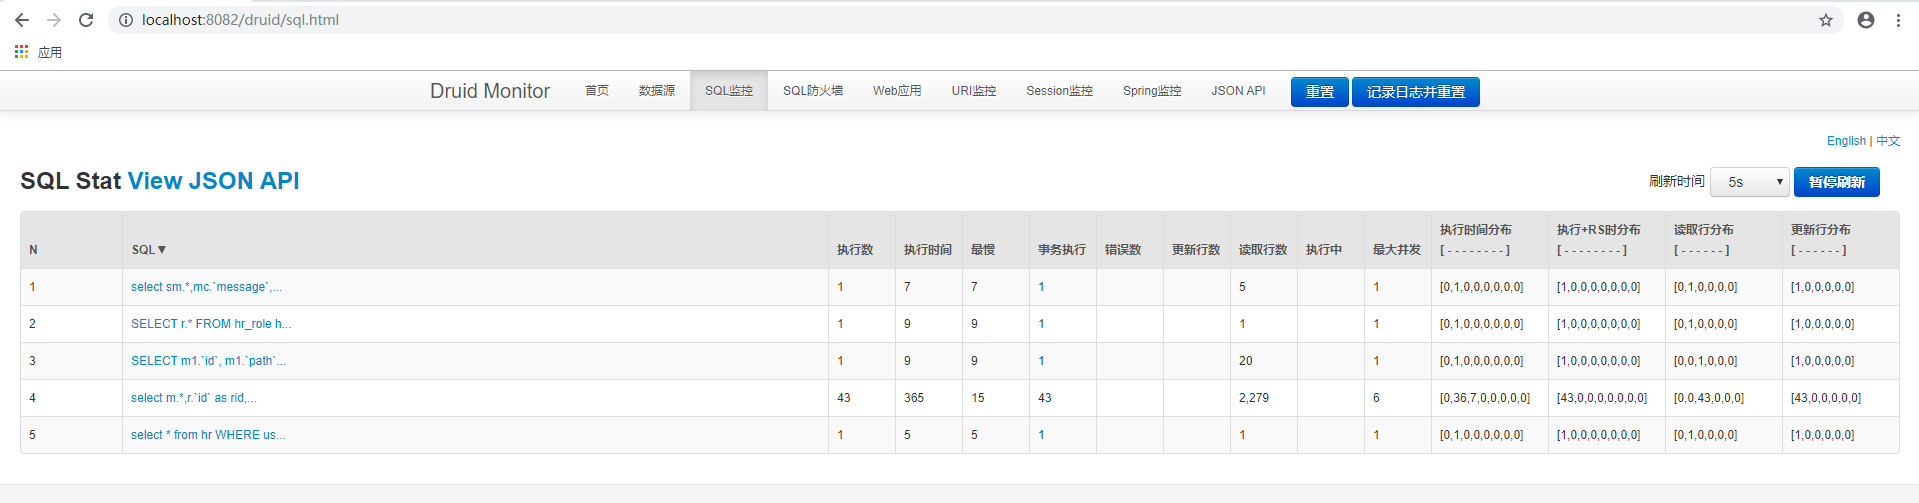 localhost:8082/druid/sql.html
应用
Druid Monitor 首页 数据源 SQL监控 SQL防火墙 Web应用 URI监控 Session监控 Spring监控 JSON API 重置 记录日志并重置
English | 中文
SQL Stat View JSON API 刷新时间 5s 暂停刷新
N SQL▼ 执行数 执行时间 最慢 事务执行 错误数 更新行数 读取行数 执行中 最大并发 执行时间分布 [ - - - - - - - - ] 执行+RS时分布 [ - - - - - - - - ] 读取行分布 [ - - - - - - ] 更新行分布 [ - - - - - - ]
1 select sm.*,mc.`message`,... 1 7 7 1 5 1 [0,1,0,0,0,0,0,0] [1,0,0,0,0,0,0,0] [0,1,0,0,0,0] [1,0,0,0,0,0]
2 SELECT r.* FROM hr_role h... 1 9 9 1 1 1 [0,1,0,0,0,0,0,0] [1,0,0,0,0,0,0,0] [0,1,0,0,0,0] [1,0,0,0,0,0]
3 SELECT m1.`id`, m1.`path`... 1 9 9 1 20 1 [0,1,0,0,0,0,0,0] [1,0,0,0,0,0,0,0] [0,0,1,0,0,0] [1,0,0,0,0,0]
4 select m.*,r.`id` as rid,... 43 365 15 43 2,279 6 [0,36,7,0,0,0,0,0] [43,0,0,0,0,0,0,0] [0,0,43,0,0,0] [43,0,0,0,0,0]
5 select * from hr WHERE us... 1 5 5 1 1 1 [0,1,0,0,0,0,0,0] [1,0,0,0,0,0,0,0] [0,1,0,0,0,0] [1,0,0,0,0,0]